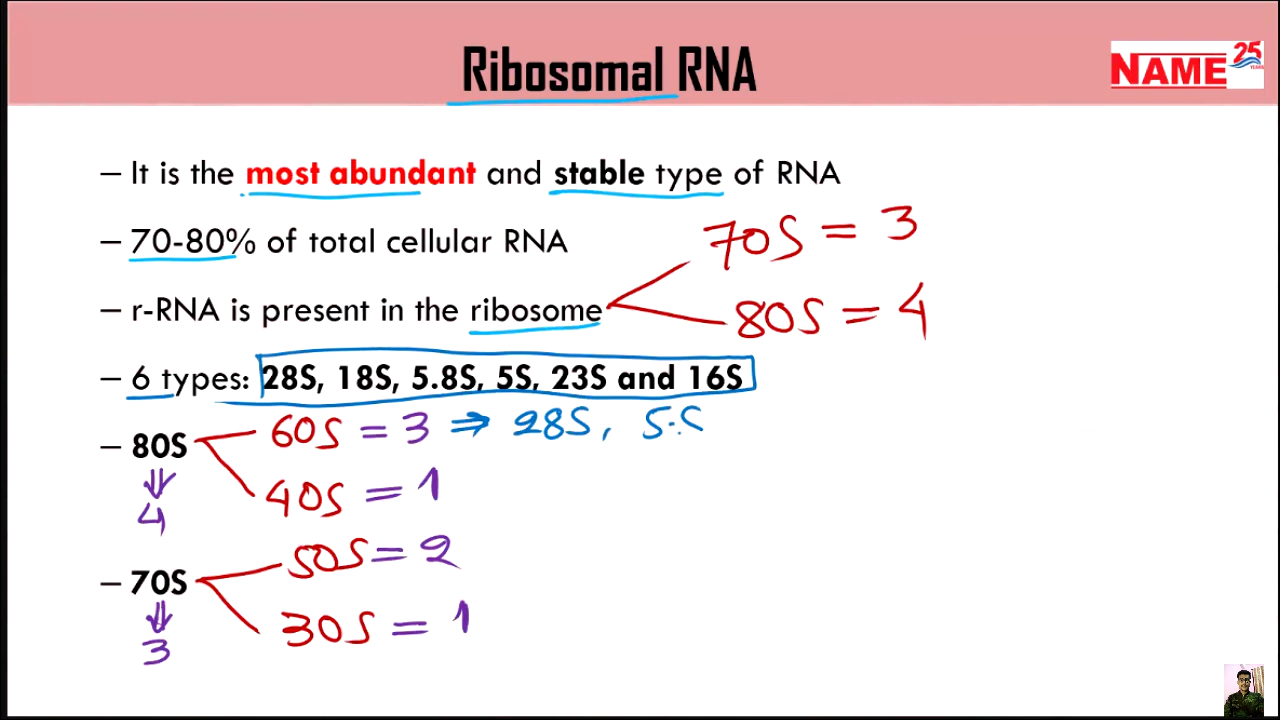 Ribosomal RNA
NAME 25 YEARS
– It is the most abundant and stable type of RNA
– 70-80% of total cellular RNA
70S = 3
– r-RNA is present in the ribosome
80S = 4
– 6 types: 28S, 18S, 5.8S, 5S, 23S and 16S
60S = 3 ⇒ 28S, 5.S
– 80S
40S = 1
4
50S = 2
– 70S
30S = 1
3